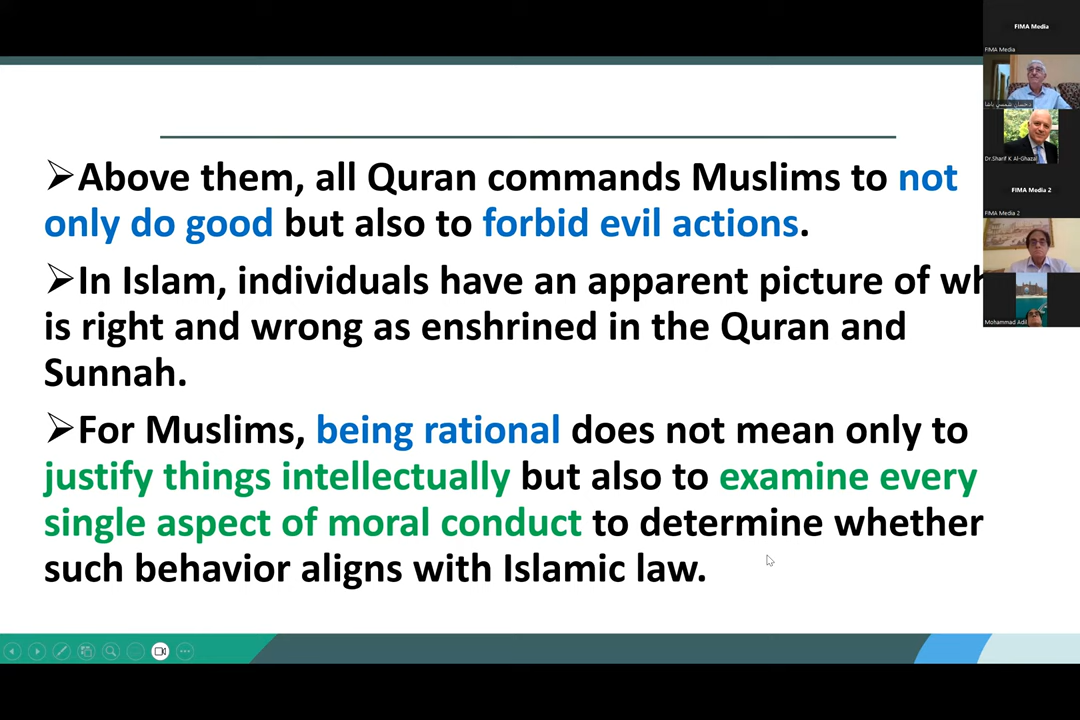 FIMA Media
FIMA Media
د.حسان شمسي باشا
Dr.Sharif K Al-Ghazal
FIMA Media 2
FIMA Media 2
Mohammad Adil
➢Above them, all Quran commands Muslims to not
only do good but also to forbid evil actions.
➢In Islam, individuals have an apparent picture of
is right and wrong as enshrined in the Quran and
Sunnah.
➢For Muslims, being rational does not mean only to
justify things intellectually but also to examine every
single aspect of moral conduct to determine whether
such behavior aligns with Islamic law.